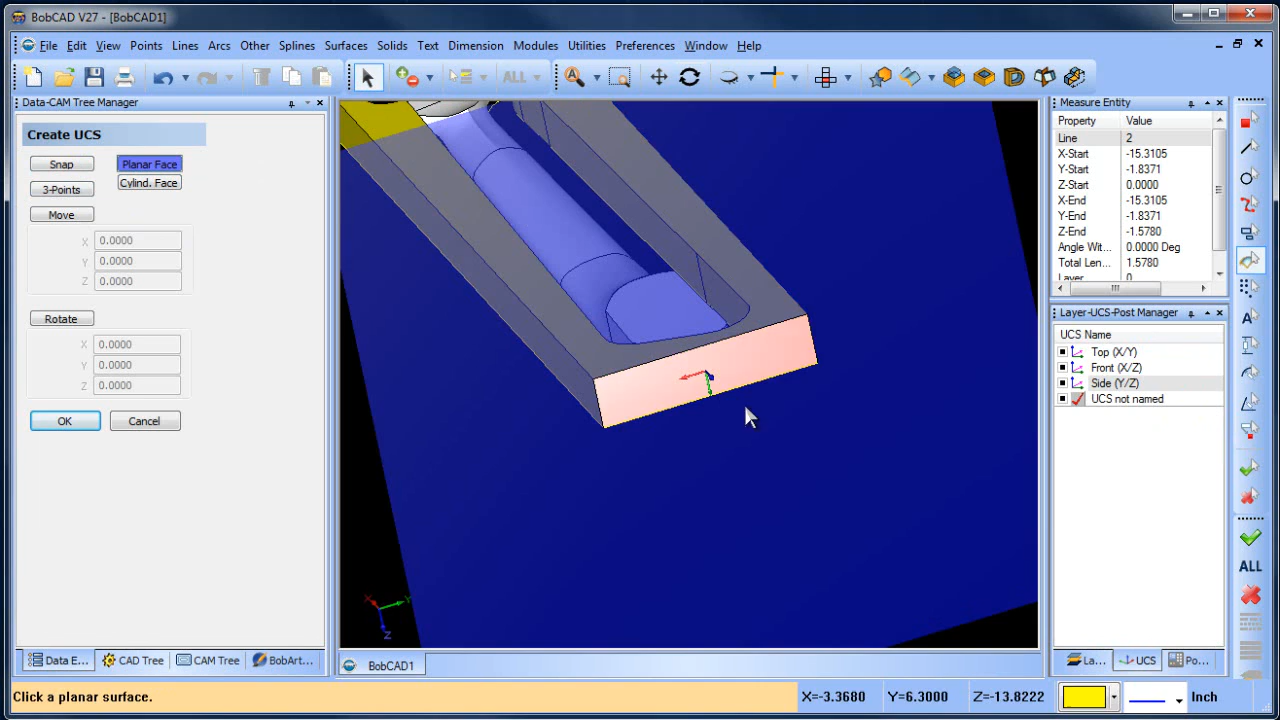 BobCAD V27 - [BobCAD1]
File Edit View Points Lines Arcs Other Splines Surfaces Solids Text Dimension Modules Utilities Preferences Window Help
ALL
Data-CAM Tree Manager
Create UCS
Snap Planar Face
3-Points Cylind. Face
Move
X 0.0000
Y 0.0000
Z 0.0000
Rotate
X 0.0000
Y 0.0000
Z 0.0000
OK Cancel
Data E... CAD Tree CAM Tree BobArt...
X Y
Z
BobCAD1
Measure Entity
Property Value
Line 2
X-Start -15.3105
Y-Start -1.8371
Z-Start 0.0000
X-End -15.3105
Y-End -1.8371
Z-End -1.5780
Angle Wit... 0.0000 Deg
Total Len... 1.5780
Layer 0
Layer-UCS-Post Manager
UCS Name
Top (X/Y)
Front (X/Z)
Side (Y/Z)
UCS not named
La... UCS Po...
A
ALL
Click a planar surface. X=-3.3680 Y=6.3000 Z=-13.8222 Inch